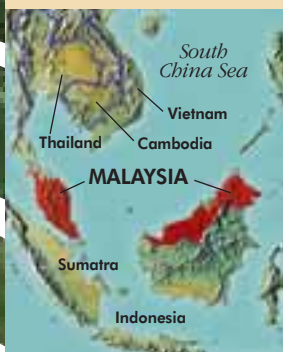 South
China Sea
Vietnam
Thailand
Cambodia
MALAYSIA
Sumatra
Indonesia